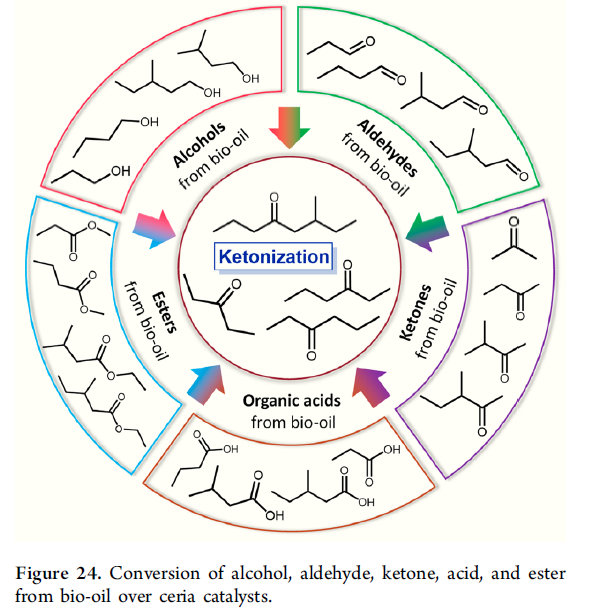 Alcohols
from bio-oil
Aldehydes
from bio-oil
Ketones
from bio-oil
Organic acids
from bio-oil
Esters
from bio-oil
Ketonization
OH
OH
OH
OH
O
O
O
O
O
O
O
O
OH
O
OH
O
OH
O
OH
O
O
O
O
O
O
O
O
O
O
O
O
O
Figure 24. Conversion of alcohol, aldehyde, ketone, acid, and ester
from bio-oil over ceria catalysts.